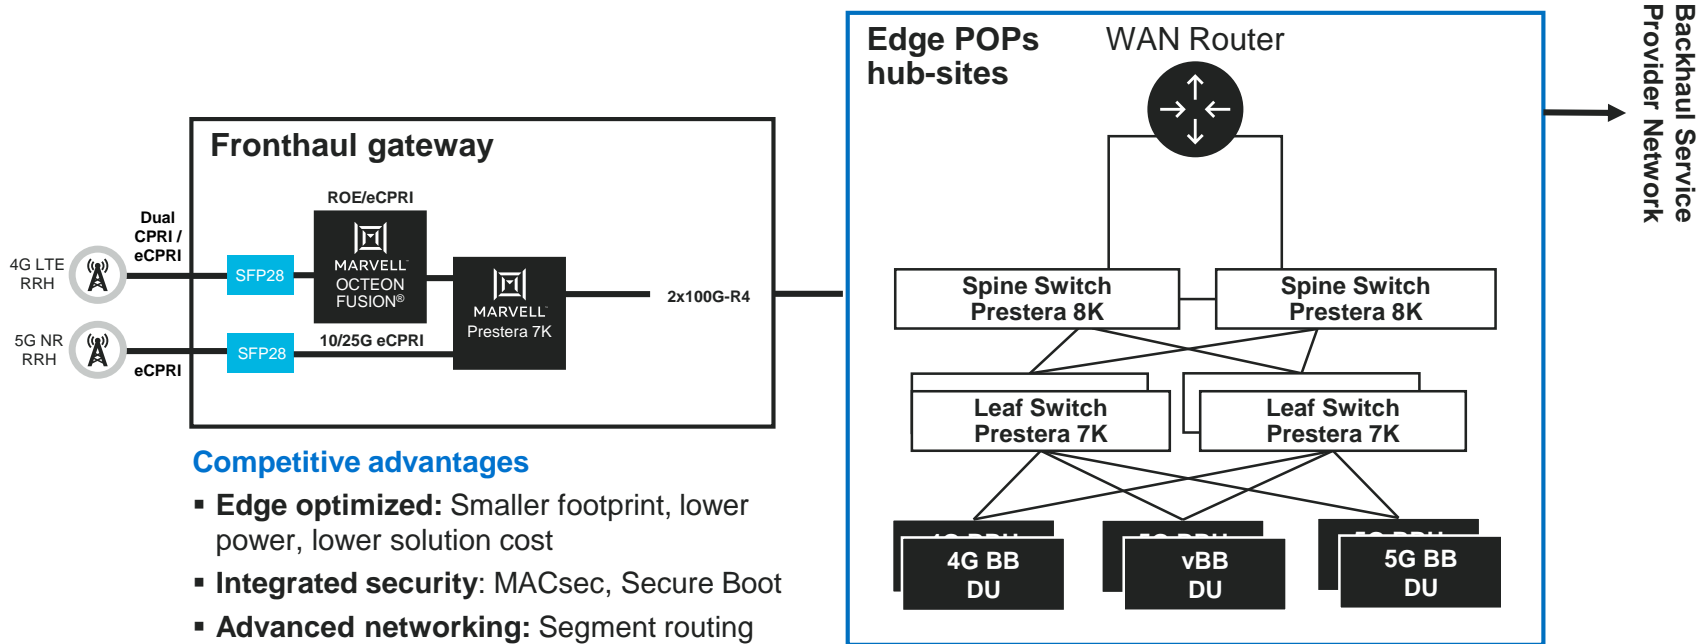 Edge POPs
hub-sites
WAN Router
Backhaul Service
Provider Network
Fronthaul gateway
ROE/eCPRI
Dual
CPRI /
eCPRI
4G LTE
RRH
SFP28
MARVELL
OCTEON
FUSION®
MARVELL
Prestera 7K
2x100G-R4
5G NR
RRH
eCPRI
SFP28
10/25G eCPRI
Spine Switch
Prestera 8K
Spine Switch
Prestera 8K
Leaf Switch
Prestera 7K
Leaf Switch
Prestera 7K
4G BB
DU
vBB
DU
5G BB
DU
Competitive advantages
▪ Edge optimized: Smaller footprint, lower
power, lower solution cost
▪ Integrated security: MACsec, Secure Boot
▪ Advanced networking: Segment routing